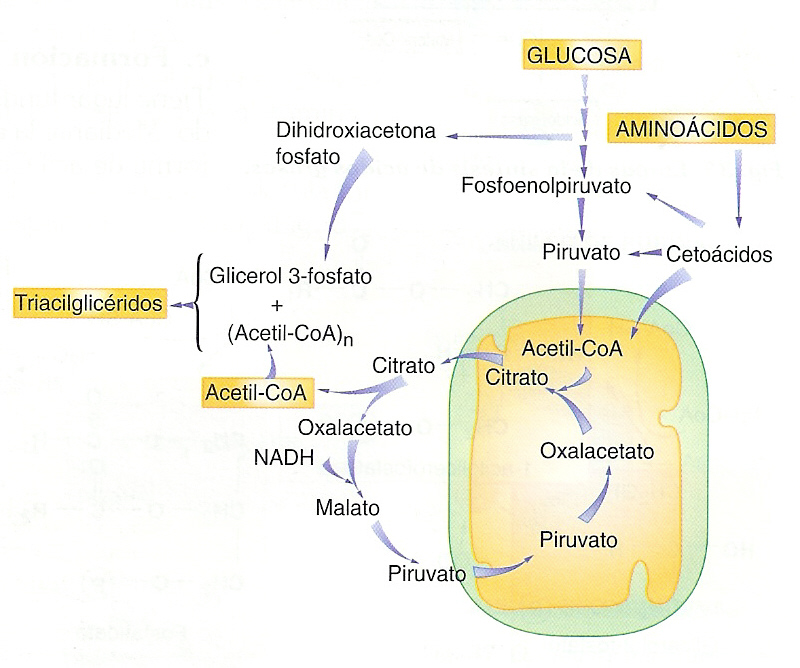 GLUCOSA
AMINOÁCIDOS
Dihidroxiacetona
fosfato
Fosfoenolpiruvato
Piruvato
Cetoácidos
Glicerol 3-fosfato
+
(Acetil-CoA)n
Triacilglicéridos
Acetil-CoA
Citrato
Citrato
Acetil-CoA
Oxalacetato
NADH
Oxalacetato
Malato
Piruvato
Piruvato